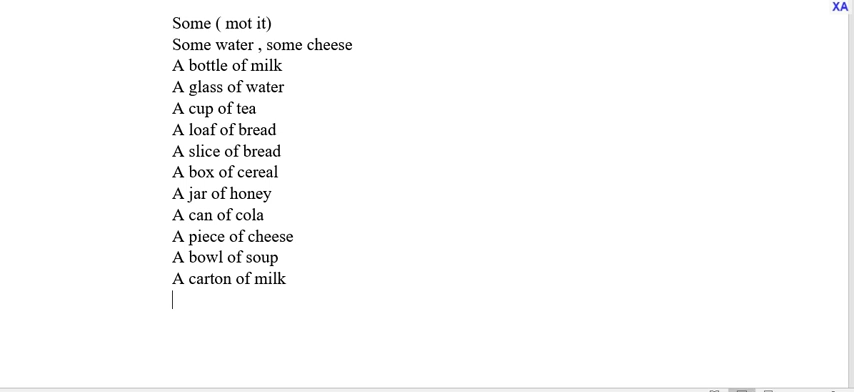 XA
Some ( mot it)
Some water , some cheese
A bottle of milk
A glass of water
A cup of tea
A loaf of bread
A slice of bread
A box of cereal
A jar of honey
A can of cola
A piece of cheese
A bowl of soup
A carton of milk